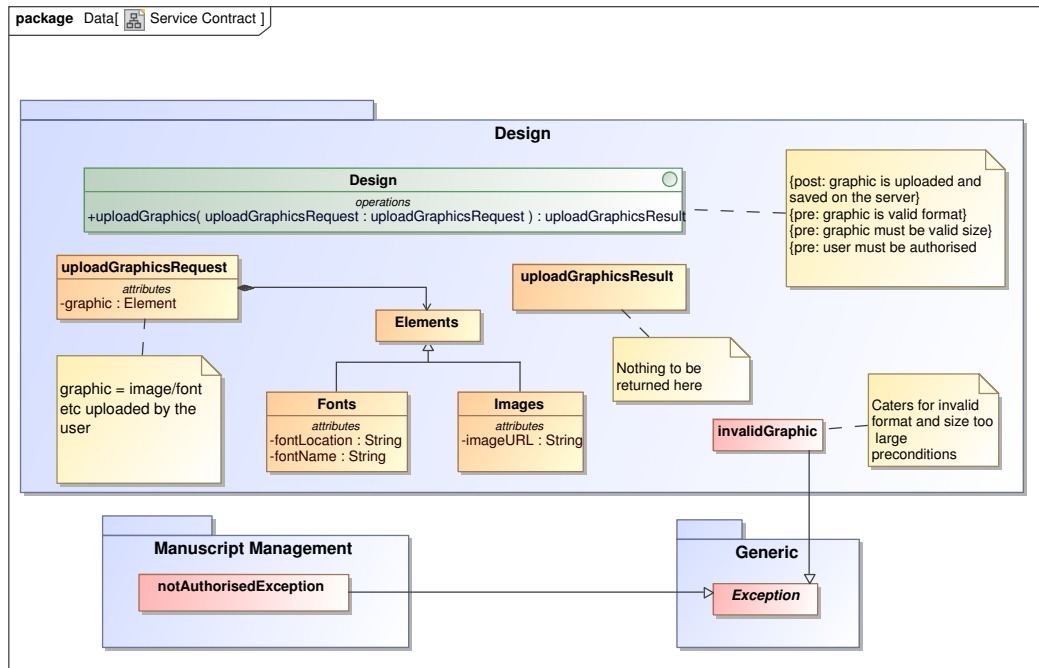 package Data[ Service Contract ]
Design
Design
operations
+uploadGraphics( uploadGraphicsRequest : uploadGraphicsRequest ) : uploadGraphicsResult
{post: graphic is uploaded and
saved on the server}
{pre: graphic is valid format}
{pre: graphic must be valid size}
{pre: user must be authorised
uploadGraphicsRequest
attributes
-graphic : Element
uploadGraphicsResult
Elements
graphic = image/font
etc uploaded by the
user
Nothing to be
returned here
Fonts
attributes
-fontLocation : String
-fontName : String
Images
attributes
-imageURL : String
invalidGraphic
Caters for invalid
format and size too
large
preconditions
Manuscript Management
notAuthorisedException
Generic
Exception